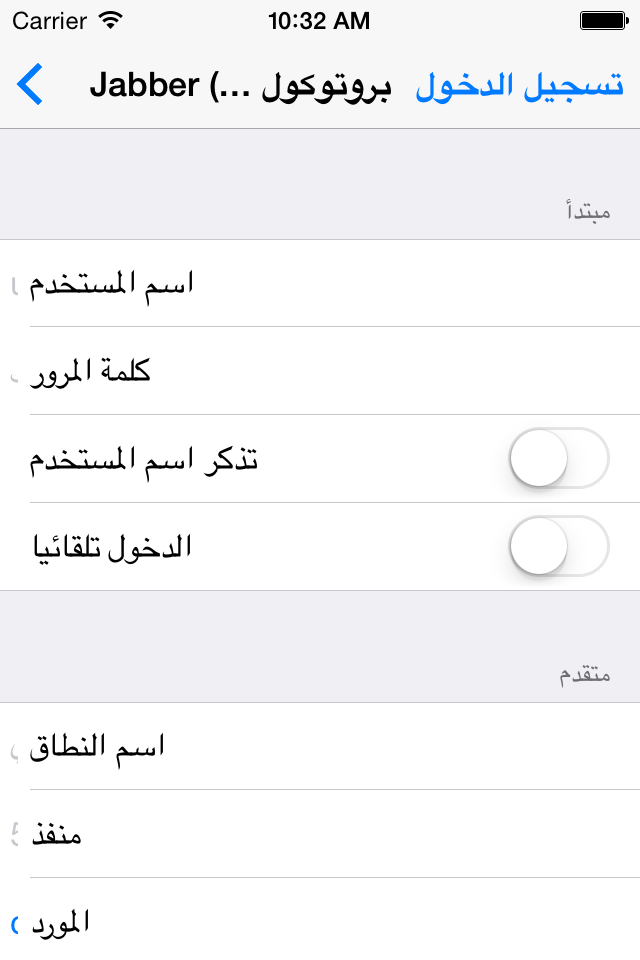 Carrier 10:32 AM
بروتوكول Jabber (... تسجيل الدخول
مبتدأ
اسم المستخدم
كلمة المرور
تذكر اسم المستخدم
الدخول تلقائيا
متقدم
اسم النطاق
منفذ
المورد